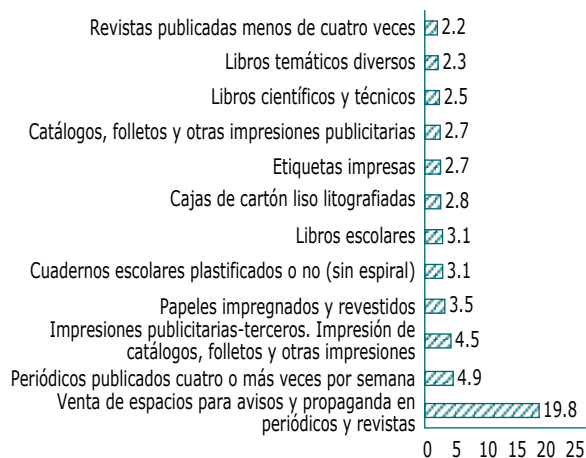 Revistas publicadas menos de cuatro veces 2.2
Libros temáticos diversos 2.3
Libros científicos y técnicos 2.5
Catálogos, folletos y otras impresiones publicitarias 2.7
Etiquetas impresas 2.7
Cajas de cartón liso litografiadas 2.8
Libros escolares 3.1
Cuadernos escolares plastificados o no (sin espiral) 3.1
Papeles impregnados y revestidos 3.5
Impresiones publicitarias-terceros. Impresión de
catálogos, folletos y otras impresiones 4.5
Periódicos publicados cuatro o más veces por semana 4.9
Venta de espacios para avisos y propaganda en
periódicos y revistas 19.8
0 5 10 15 20 25